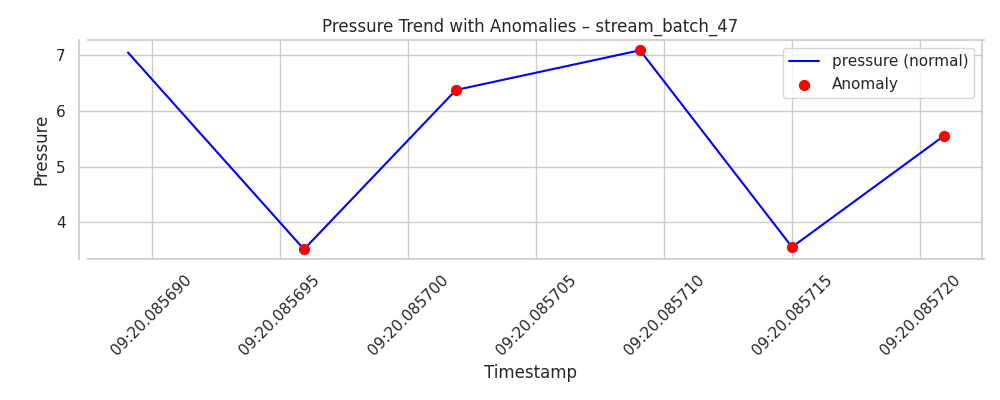 Pressure Trend with Anomalies – stream_batch_47
pressure (normal)
Anomaly
Pressure
7
6
5
4
09:20.085690
09:20.085695
09:20.085700
09:20.085705
09:20.085710
09:20.085715
09:20.085720
Timestamp